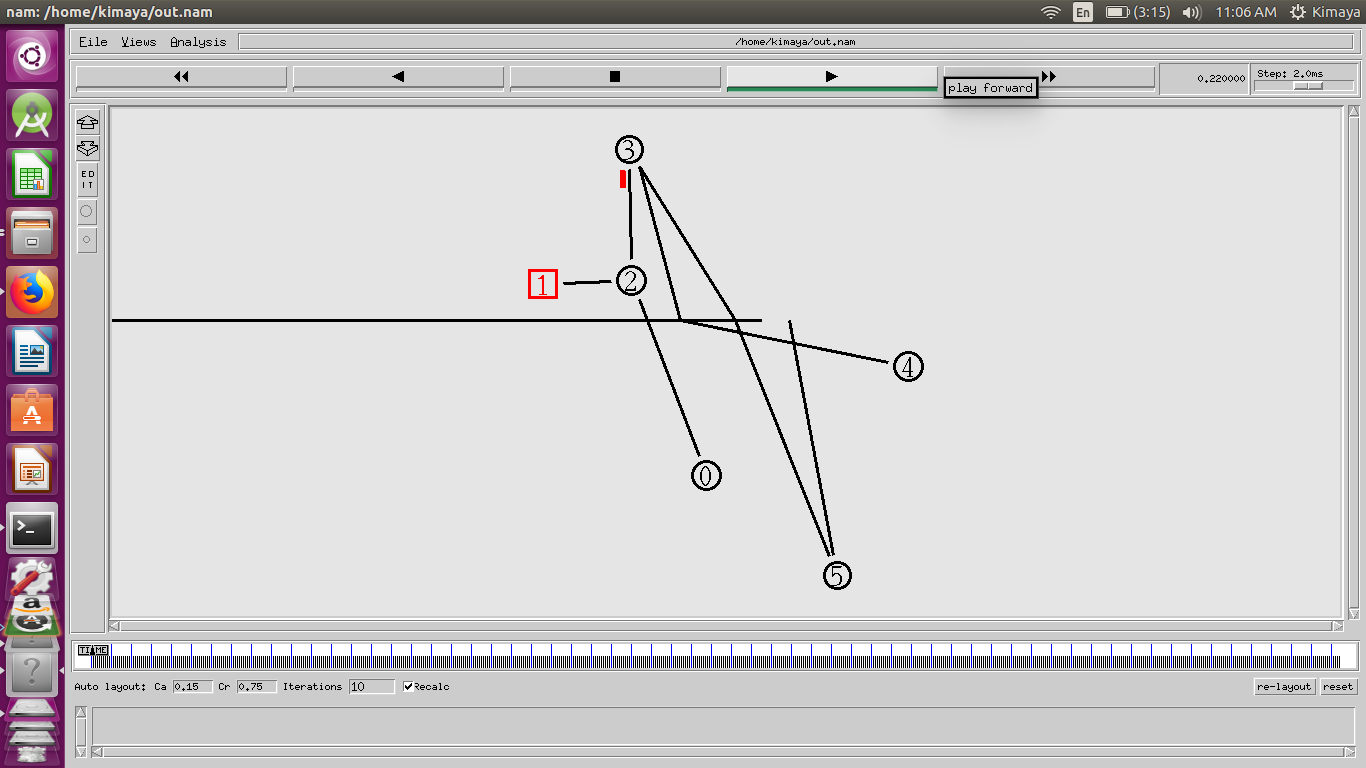 nam: /home/kimaya/out.nam
En
(3:15)
11:06 AM
Kimaya
File Views Analysis
/home/kimaya/out.nam
0.220000
Step: 2.0ms
play forward
ED
IT
3
1
2
4
0
5
TIME
Auto layout: Ca 0.15 Cr 0.75 Iterations 10 Recalc
re-layout
reset